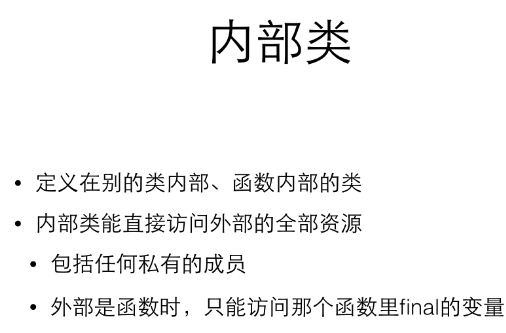 内部类
• 定义在别的类内部、函数内部的类
• 内部类能直接访问外部的全部资源
• 包括任何私有的成员
• 外部是函数时，只能访问那个函数里final的变量